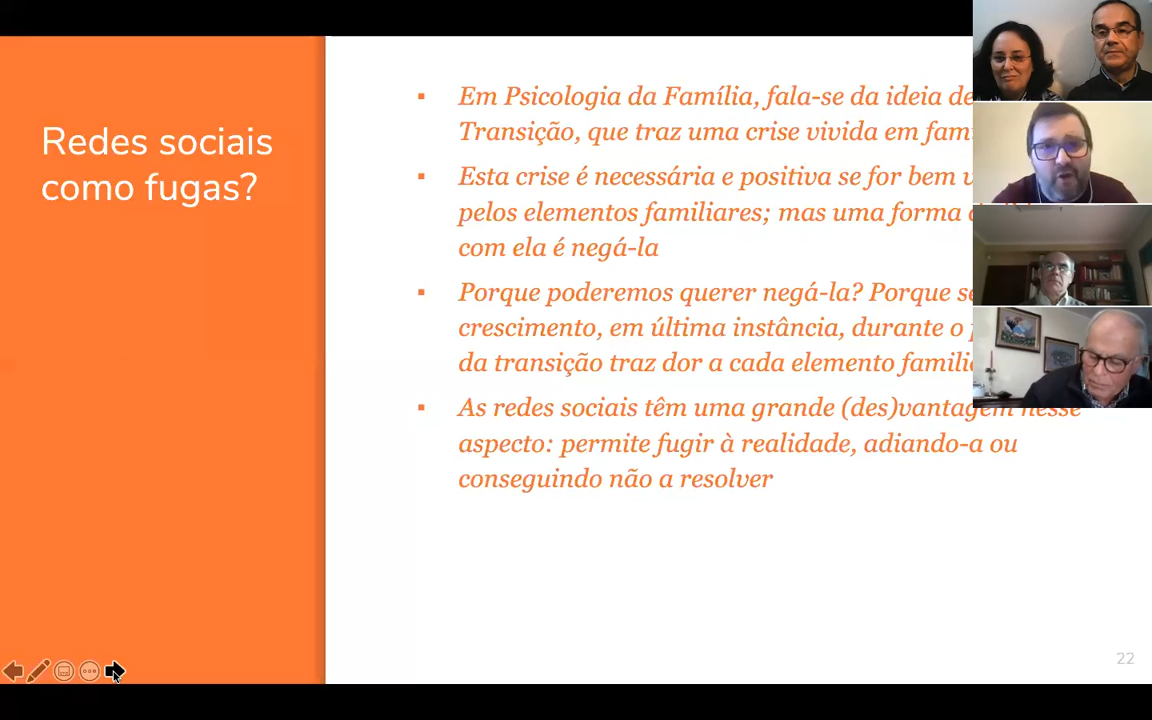 Redes sociais
como fugas?
Em Psicologia da Família, fala-se da ideia de
Transição, que traz uma crise vivida em
Esta crise é necessária e positiva se for bem
pelos elementos familiares; mas uma forma
com ela é negá-la
Porque poderemos querer negá-la? Porque
crescimento, em última instância, durante o
da transição traz dor a cada elemento
As redes sociais têm uma grande (des)vantagem nesse
aspecto: permite fugir à realidade, adiando-a ou
conseguindo não a resolver
22